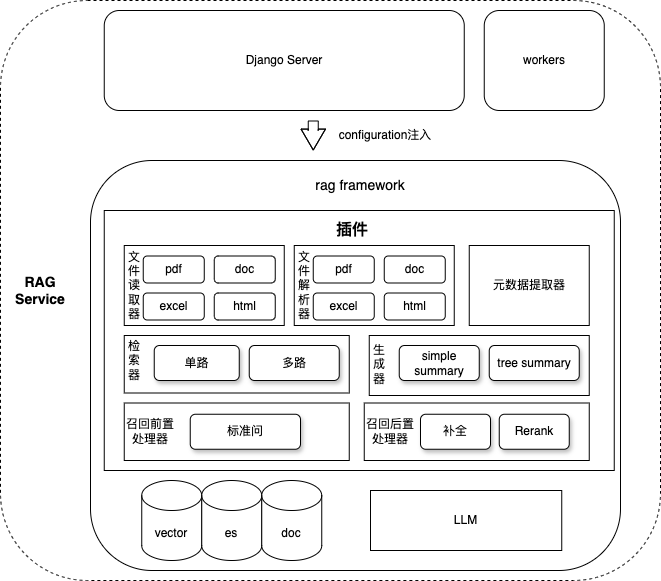 Django Server
workers
configuration注入
rag framework
RAG
Service
插件
文件读取器
pdf
doc
excel
html
文件解析器
pdf
doc
excel
html
元数据提取器
检索器
单路
多路
生成器
simple
summary
tree summary
召回前置
处理器
标准问
召回后置
处理器
补全
Rerank
vector
es
doc
LLM